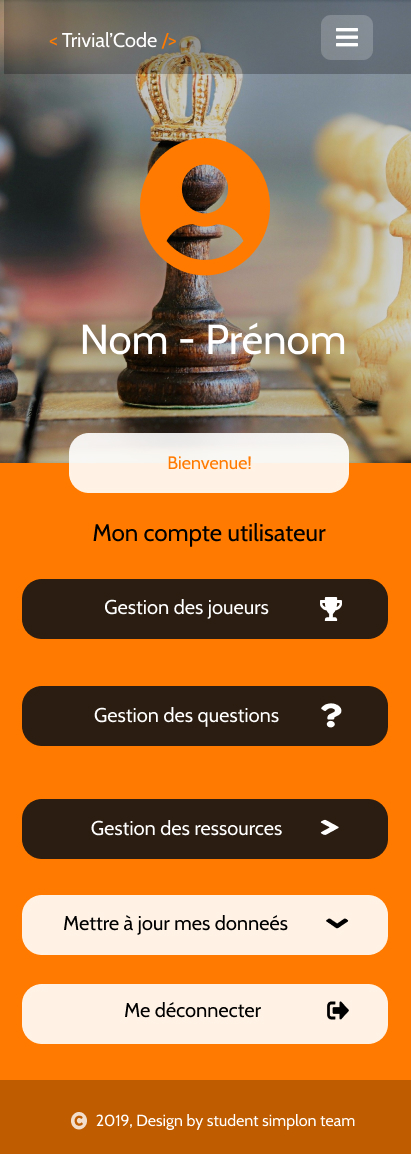 < Trivial'Code />
Nom - Prénom
Bienvenue!
Mon compte utilisateur
Gestion des joueurs
Gestion des questions
?
Gestion des ressources
Mettre à jour mes donneés
Me déconnecter
© 2019, Design by student simplon team